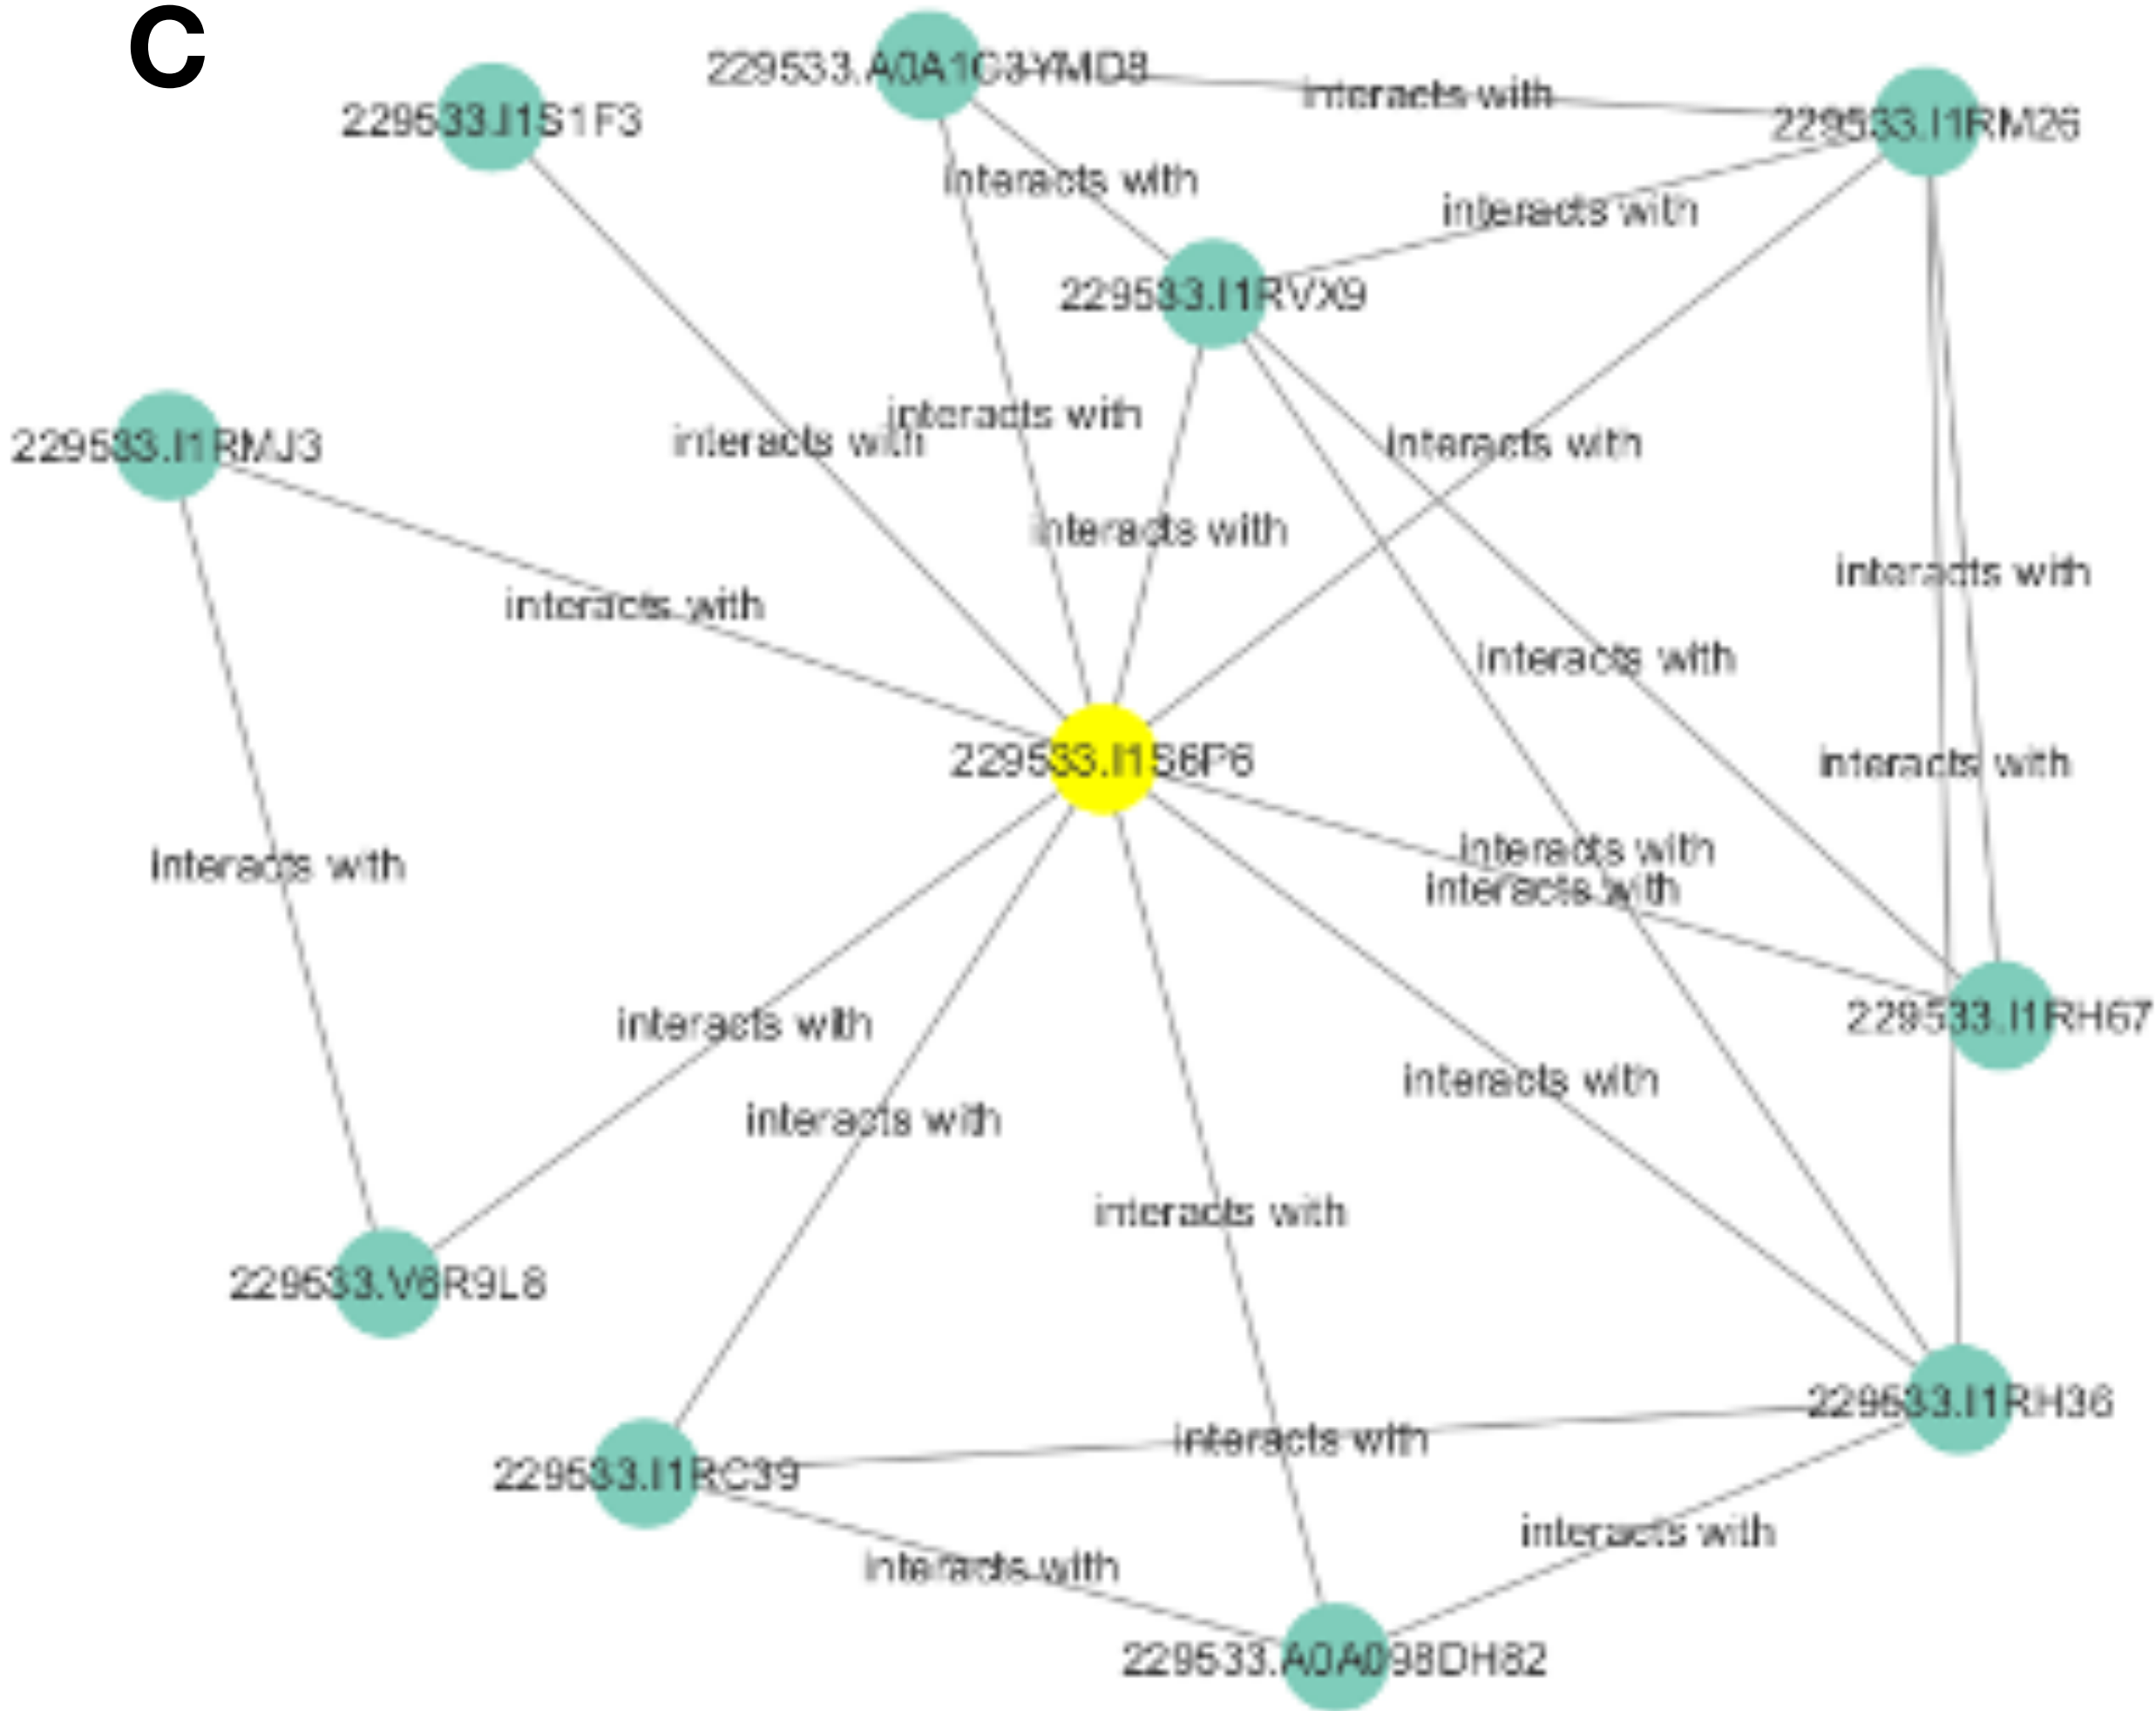 C
229533.A0A1C3YMD8
interacts with
229533.I1S1F3
229533.I1RM26
interacts with
interacts with
229533.I1RVX9
interacts with
interacts with
interacts with
229533.I1RMJ3
interacts with
interacts with
interacts with
interacts with
229533.I1S6P6
interacts with
interacts with
interacts with
interacts with
229533.I1RH67
interacts with
interacts with
interacts with
interacts with
229533.V6R9L8
229533.I1RH36
interacts with
229533.I1RC39
interacts with
interacts with
229533.A0A098DH82